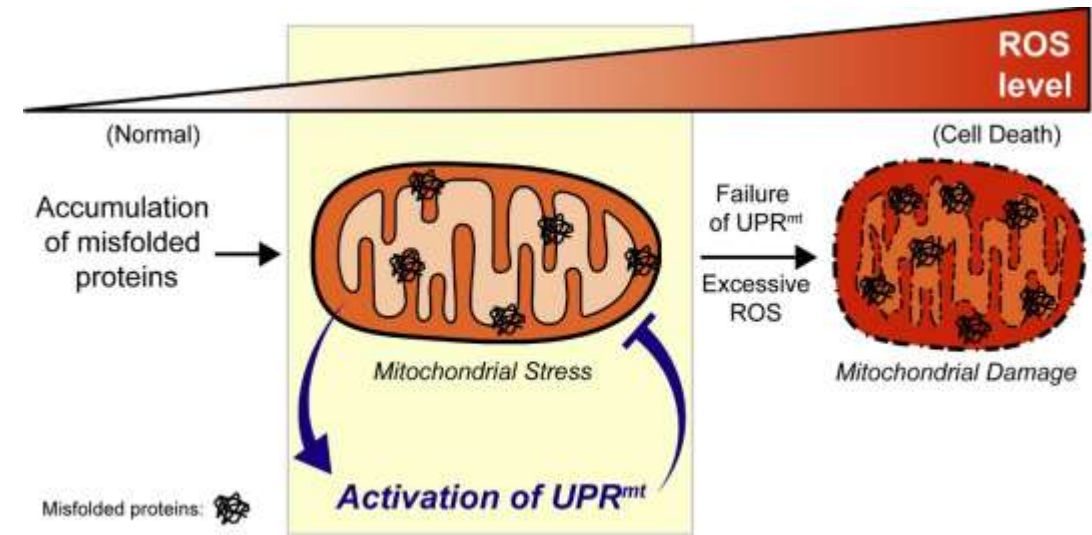 ROS
level
(Normal)
(Cell Death)
Accumulation
of misfolded
proteins
Failure
of UPRᵐᵗ
Excessive
ROS
Mitochondrial Stress
Mitochondrial Damage
Activation of UPRᵐᵗ
Misfolded proteins: